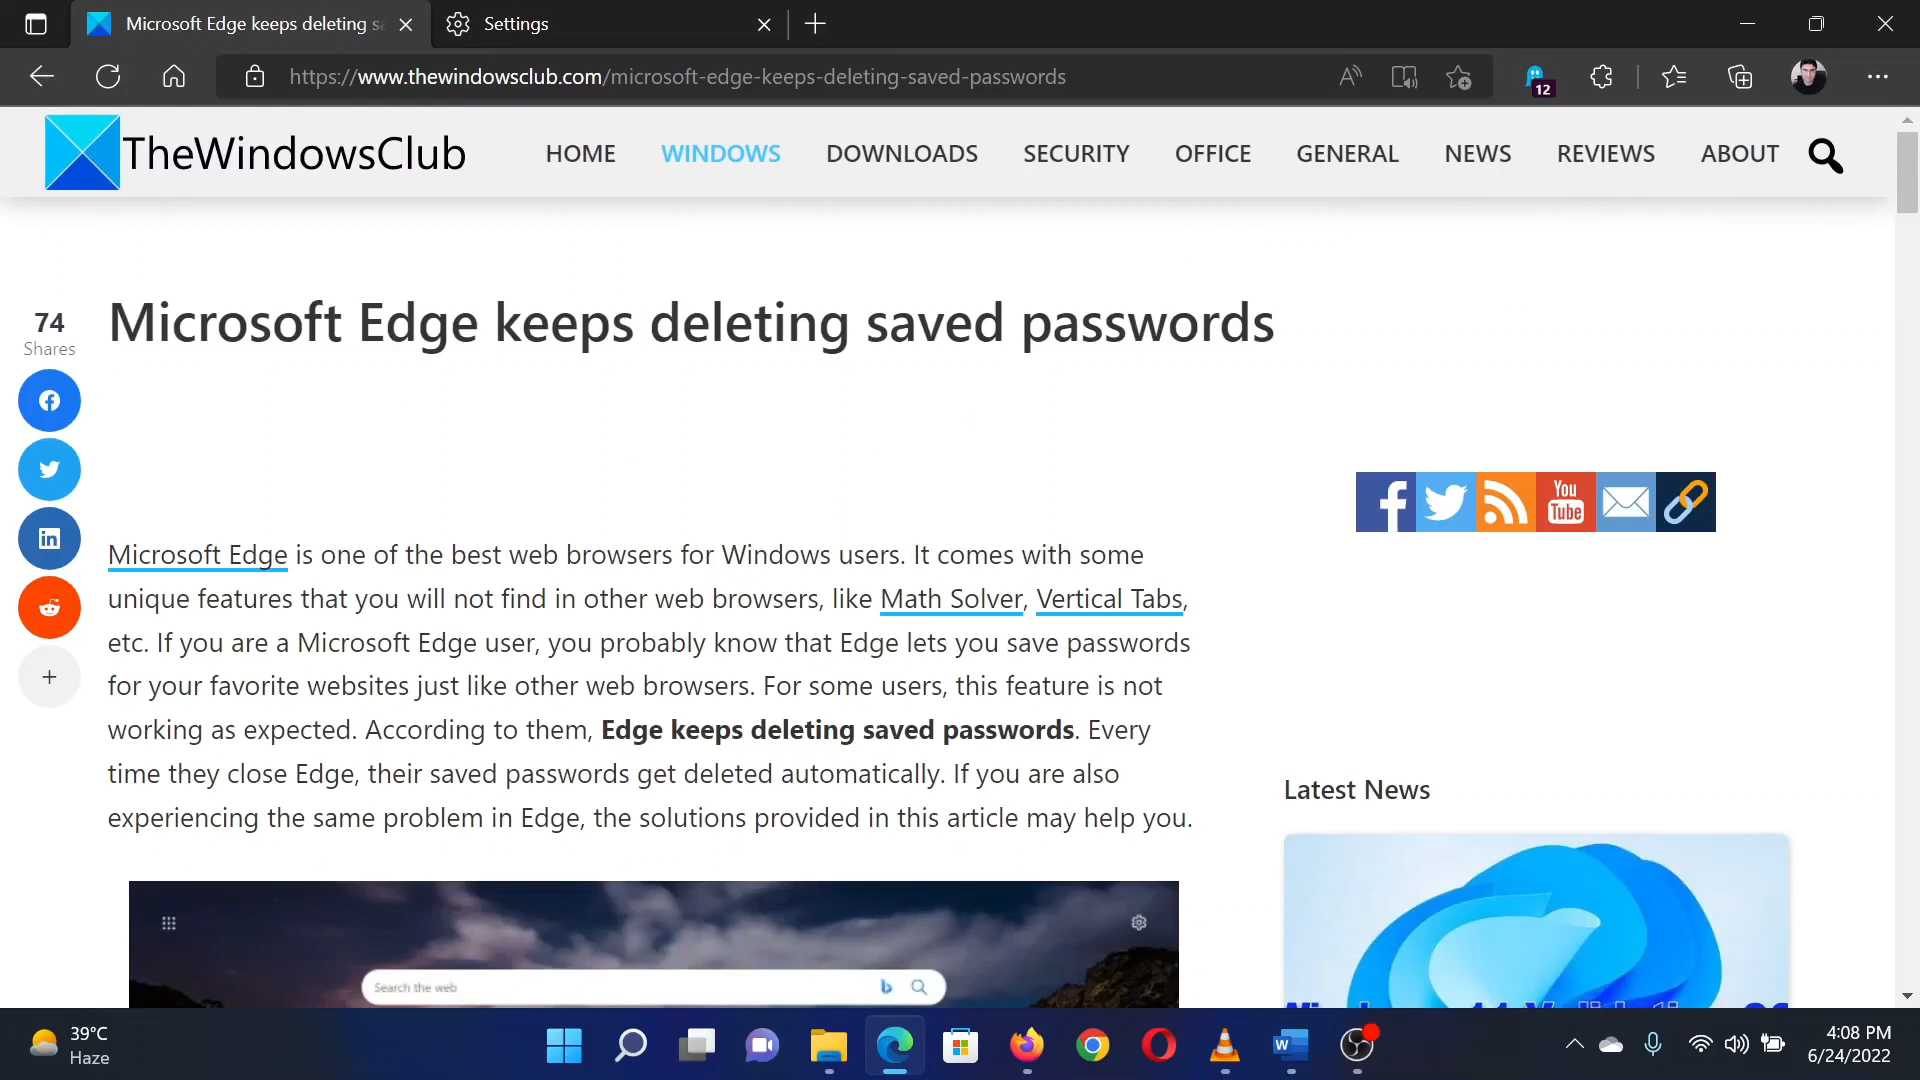 Microsoft Edge keeps deleting sa
Settings
https://www.thewindowsclub.com/microsoft-edge-keeps-deleting-saved-passwords
12
TheWindowsClub
HOME
WINDOWS
DOWNLOADS
SECURITY
OFFICE
GENERAL
NEWS
REVIEWS
ABOUT
74
Shares
Microsoft Edge keeps deleting saved passwords
You
Tube
Microsoft Edge is one of the best web browsers for Windows users. It comes with some
unique features that you will not find in other web browsers, like Math Solver, Vertical Tabs,
etc. If you are a Microsoft Edge user, you probably know that Edge lets you save passwords
for your favorite websites just like other web browsers. For some users, this feature is not
working as expected. According to them, Edge keeps deleting saved passwords. Every
time they close Edge, their saved passwords get deleted automatically. If you are also
experiencing the same problem in Edge, the solutions provided in this article may help you.
Latest News
Search the web
39°C
Haze
4:08 PM
6/24/2022